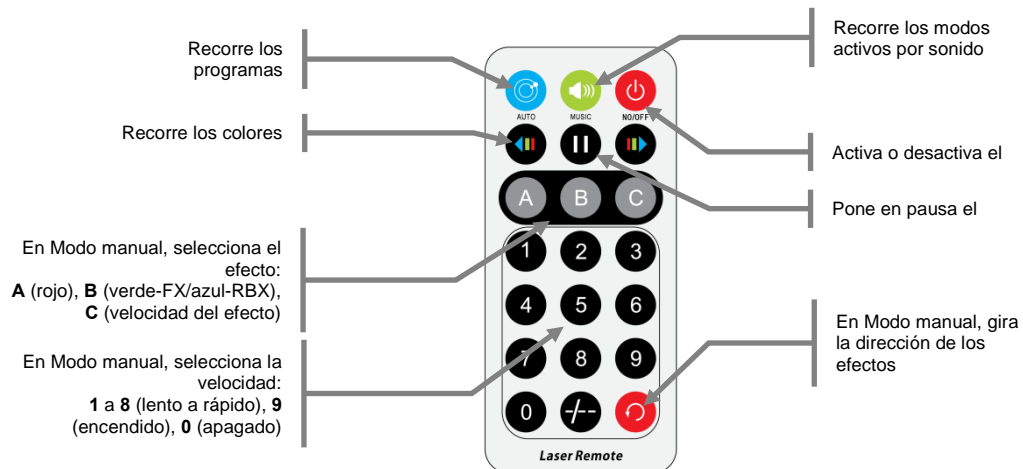 Recorre los
programas
Recorre los colores
En Modo manual, selecciona el
efecto:
A (rojo), B (verde-FX/azul-RBX),
C (velocidad del efecto)
En Modo manual, selecciona la
velocidad:
1 a 8 (lento a rápido), 9
(encendido), 0 (apagado)
AUTO MUSIC NO/OFF
A B C
1 2 3
4 5 6
7 8 9
0 -/--
Laser Remote
Recorre los modos
activos por sonido
Activa o desactiva el
Pone en pausa el
En Modo manual, gira
la dirección de los
efectos